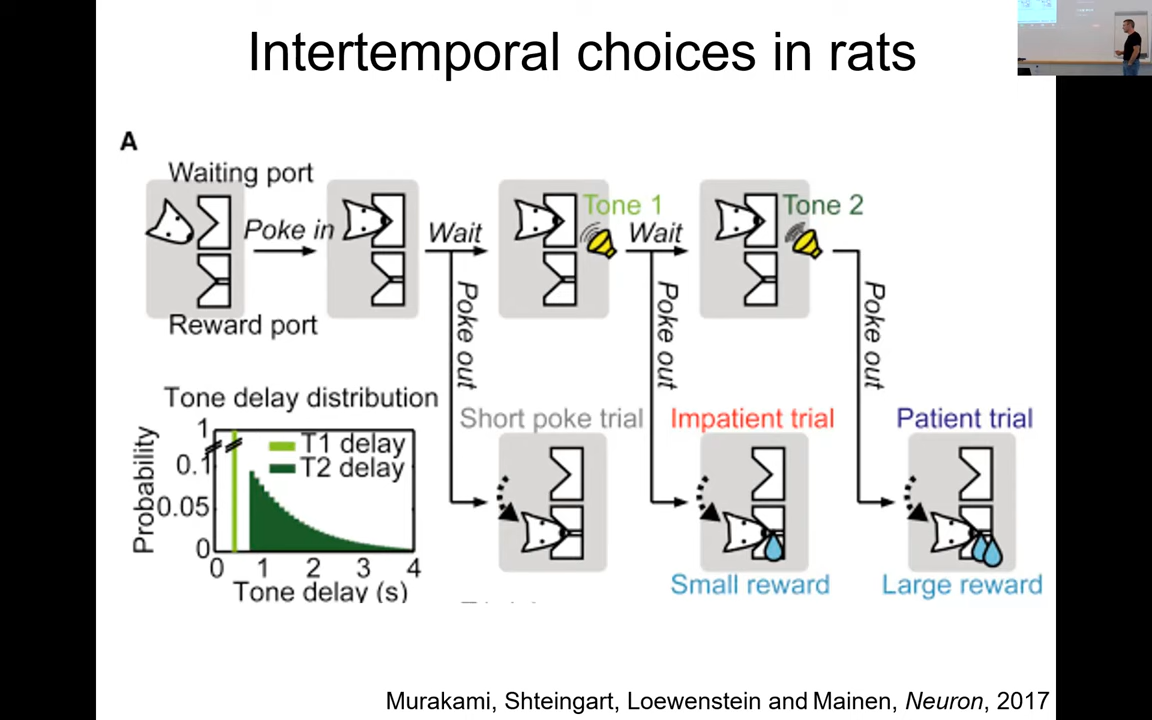 Intertemporal choices in rats
A
Waiting port
Poke in
Wait
Tone 1
Wait
Tone 2
Reward port
Poke out
Poke out
Poke out
Tone delay distribution
Short poke trial
Impatient trial
Patient trial
Probability
1
0.1
0.05
0
T1 delay
T2 delay
0 1 2 3 4
Tone delay (s)
Small reward
Large reward
Murakami, Shteingart, Loewenstein and Mainen, Neuron, 2017